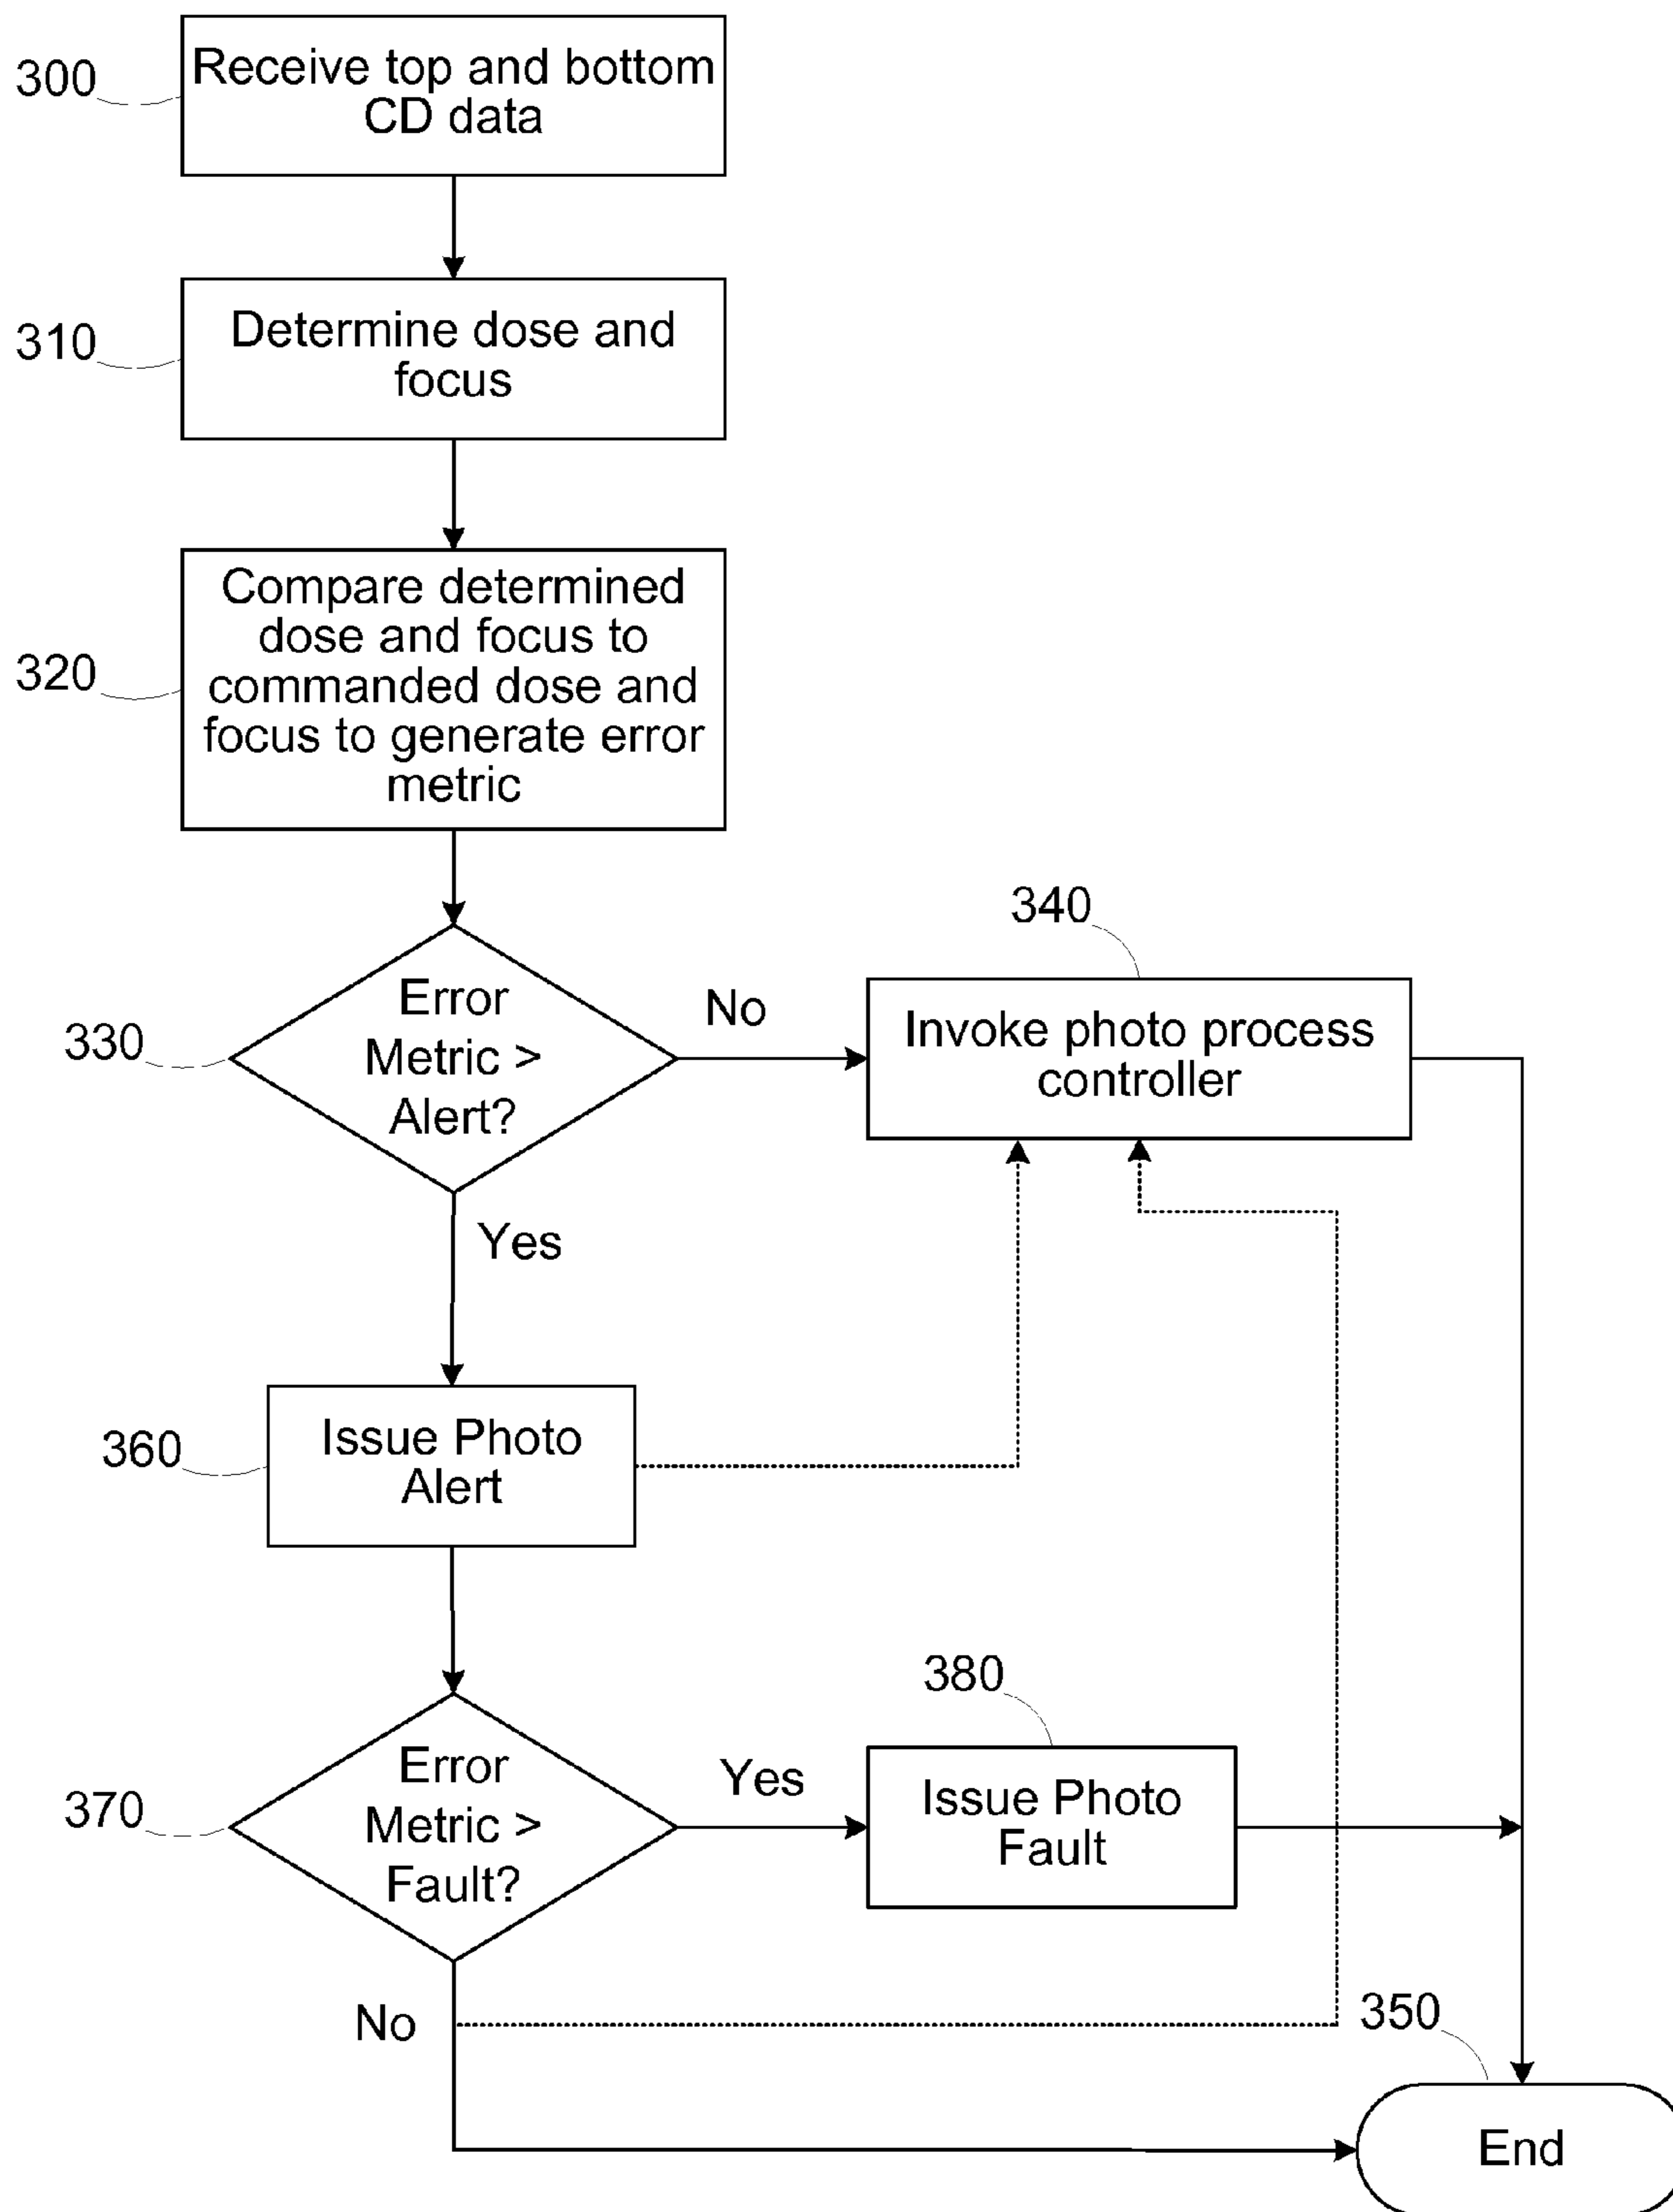 300
Receive top and bottom
CD data
310
Determine dose and
focus
320
Compare determined
dose and focus to
commanded dose and
focus to generate error
metric
330
Error
Metric >
Alert?
No
340
Invoke photo process
controller
Yes
360
Issue Photo
Alert
370
Error
Metric >
Fault?
Yes
380
Issue Photo
Fault
No
350
End